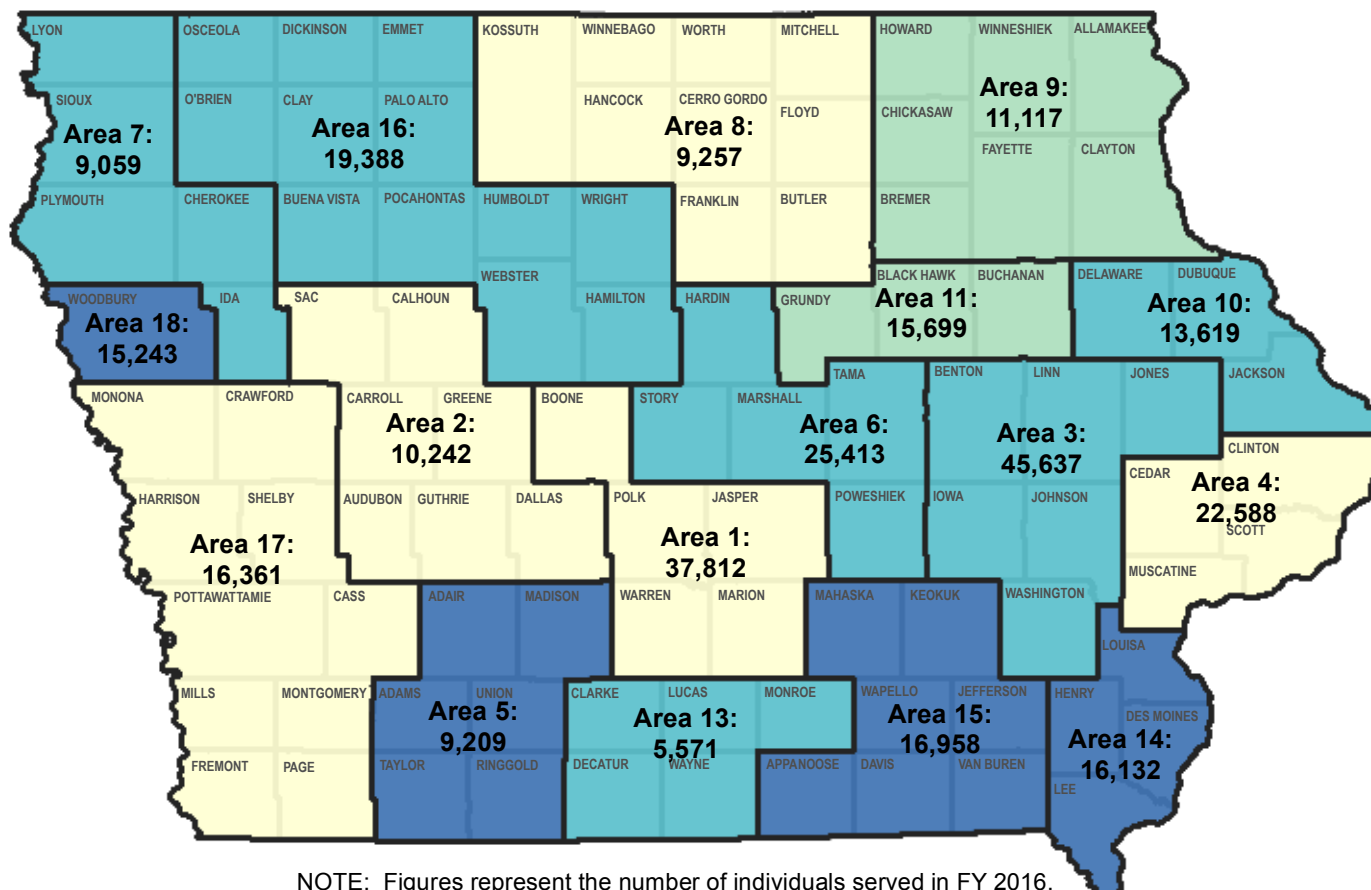 LYON
OSCEOLA
DICKINSON
EMMET
KOSSUTH
WINNEBAGO
WORTH
MITCHELL
HOWARD
WINNESHIEK
ALLAMAKEE
SIOUX
O'BRIEN
CLAY
PALO ALTO
HANCOCK
CERRO GORDO
FLOYD
CHICKASAW
Area 7:
9,059
Area 16:
19,388
Area 8:
9,257
Area 9:
11,117
FAYETTE
CLAYTON
PLYMOUTH
CHEROKEE
BUENA VISTA
POCAHONTAS
HUMBOLDT
WRIGHT
FRANKLIN
BUTLER
BREMER
WEBSTER
BLACK HAWK
BUCHANAN
DELAWARE
DUBUQUE
WOODBURY
IDA
SAC
CALHOUN
HAMILTON
HARDIN
GRUNDY
Area 18:
15,243
Area 11:
15,699
Area 10:
13,619
MONONA
CRAWFORD
CARROLL
GREENE
BOONE
STORY
MARSHALL
TAMA
BENTON
LINN
JONES
JACKSON
Area 2:
10,242
Area 6:
25,413
Area 3:
45,637
CLINTON
CEDAR
Area 4:
22,588
SCOTT
HARRISON
SHELBY
AUDUBON
GUTHRIE
DALLAS
POLK
JASPER
POWESHIEK
IOWA
JOHNSON
Area 17:
16,361
Area 1:
37,812
MUSCATINE
POTTAWATTAMIE
CASS
ADAIR
MADISON
WARREN
MARION
MAHASKA
KEOKUK
WASHINGTON
LOUISA
MILLS
MONTGOMERY
ADAMS
UNION
CLARKE
LUCAS
MONROE
WAPELLO
JEFFERSON
HENRY
DES MOINES
Area 5:
9,209
Area 13:
5,571
Area 15:
16,958
Area 14:
16,132
FREMONT
PAGE
TAYLOR
RINGGOLD
DECATUR
WAYNE
APPANOOSE
DAVIS
VAN BUREN
LEE
NOTE: Figures represent the number of individuals served in FY 2016.